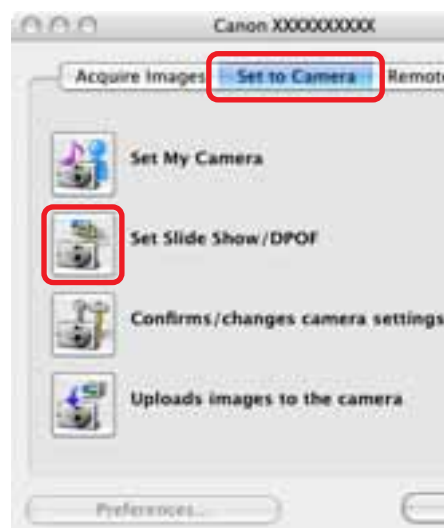 Canon XXXXXXXXXX
Acquire Images Set to Camera Remote
Set My Camera
Set Slide Show/DPOF
Confirms/changes camera settings
Uploads images to the camera
Preferences...